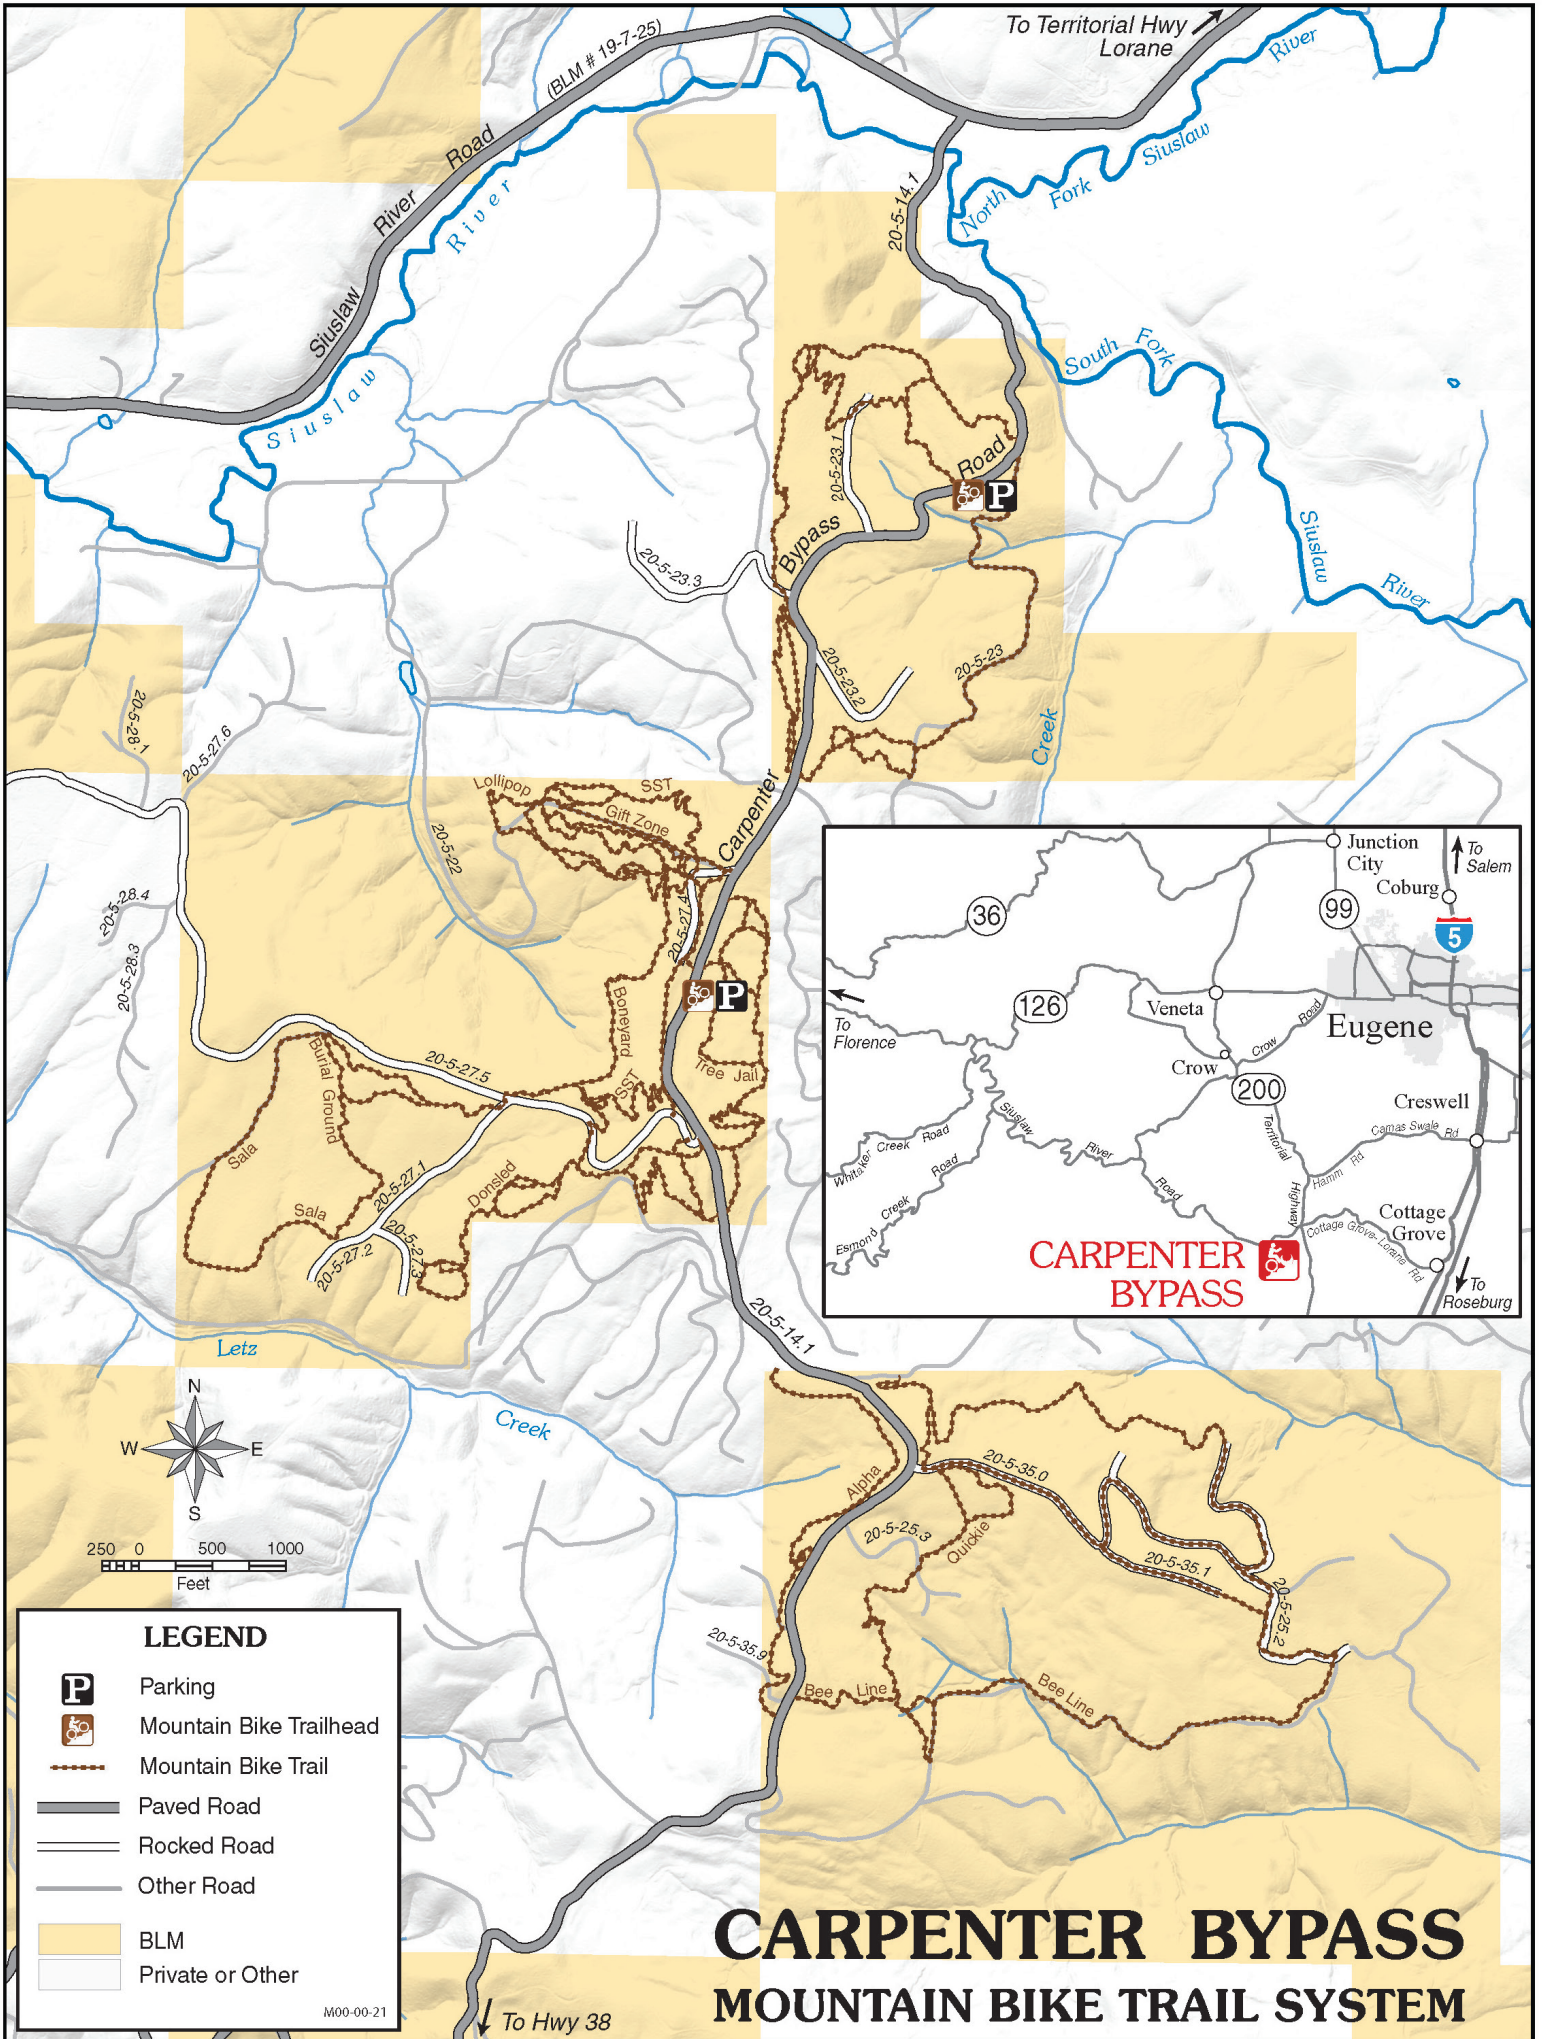 To Territorial Hwy
Lorane
(BLM # 19-7-25)
Siuslaw River Road
Siuslaw River
North Fork Siuslaw River
South Fork Siuslaw River
20-5-14.1
Carpenter Bypass Road
20-5-23.1
P
20-5-23.3
20-5-23.2
20-5-23
Creek
20-5-28.1
20-5-27.6
Lollipop
SST
Gift Zone
20-5-22
20-5-28.4
20-5-28.3
20-5-27.4
P
Boneyard
Tree Jail
SST
20-5-27.5
Burial Ground
Sala
Sala
20-5-27.1
Donsled
20-5-27.2
20-5-27.3
20-5-14.1
Letz Creek
Junction
City
To
Salem
Coburg
36
99
5
126
Veneta
To
Florence
Crow Road
Eugene
Crow
200
Creswell
Camas Swale Rd
Whitaker Creek Road
Siuslaw River Road
Territorial Highway
Hamm Rd
Esmond Creek Road
Cottage
Grove
Cottage Grove-Lorane Rd
CARPENTER
BYPASS
To
Roseburg
N
W E
S
250 0 500 1000
Feet
Alpha
20-5-35.0
20-5-25.3
Quickie
20-5-35.1
20-5-25.2
20-5-35.9
Bee Line
Bee Line
LEGEND
P Parking
Mountain Bike Trailhead
Mountain Bike Trail
Paved Road
Rocked Road
Other Road
BLM
Private or Other
M00-00-21
To Hwy 38
CARPENTER BYPASS
MOUNTAIN BIKE TRAIL SYSTEM